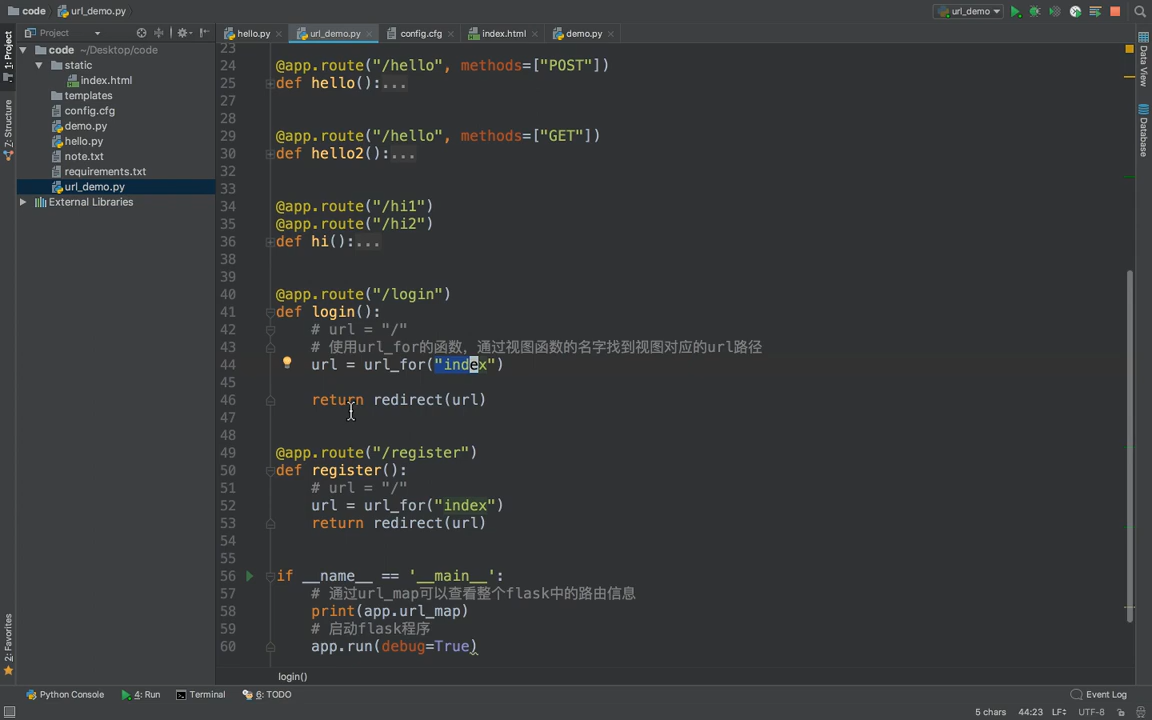 code
url_demo.py
url_demo
1: Project
Z: Structure
2: Favorites
Project
code ~/Desktop/code
static
index.html
templates
config.cfg
demo.py
hello.py
note.txt
requirements.txt
url_demo.py
External Libraries
hello.py
url_demo.py
config.cfg
index.html
demo.py
23
24 @app.route("/hello", methods=["POST"])
25 def hello():...
27
28
29 @app.route("/hello", methods=["GET"])
30 def hello2():...
32
33
34 @app.route("/hi1")
35 @app.route("/hi2")
36 def hi():...
38
39
40 @app.route("/login")
41 def login():
42 # url = "/"
43 # 使用url_for的函数，通过视图函数的名字找到视图对应的url路径
44 url = url_for("index")
45
46 return redirect(url)
47
48
49 @app.route("/register")
50 def register():
51 # url = "/"
52 url = url_for("index")
53 return redirect(url)
54
55
56 if __name__ == '__main__':
57 # 通过url_map可以查看整个flask中的路由信息
58 print(app.url_map)
59 # 启动flask程序
60 app.run(debug=True)
login()
Data View
Database
Python Console
4: Run
Terminal
6: TODO
Event Log
5 chars 44:23 LF UTF-8